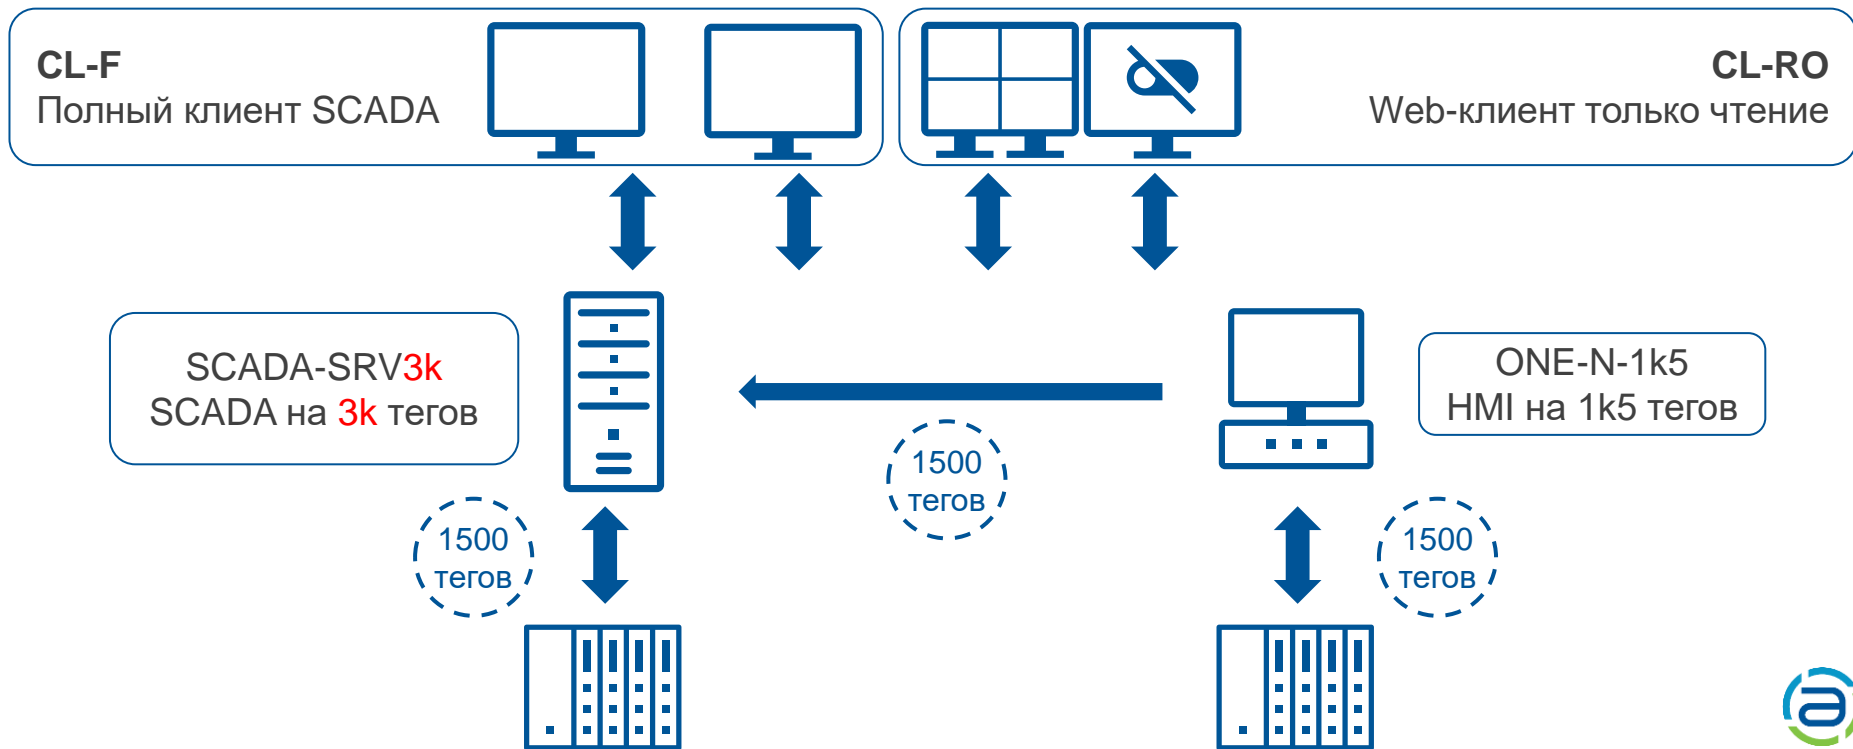 CL-F
Полный клиент SCADA
CL-RO
Web-клиент только чтение
SCADA-SRV3k
SCADA на 3k тегов
ONE-N-1k5
HMI на 1k5 тегов
1500
тегов
1500
тегов
1500
тегов